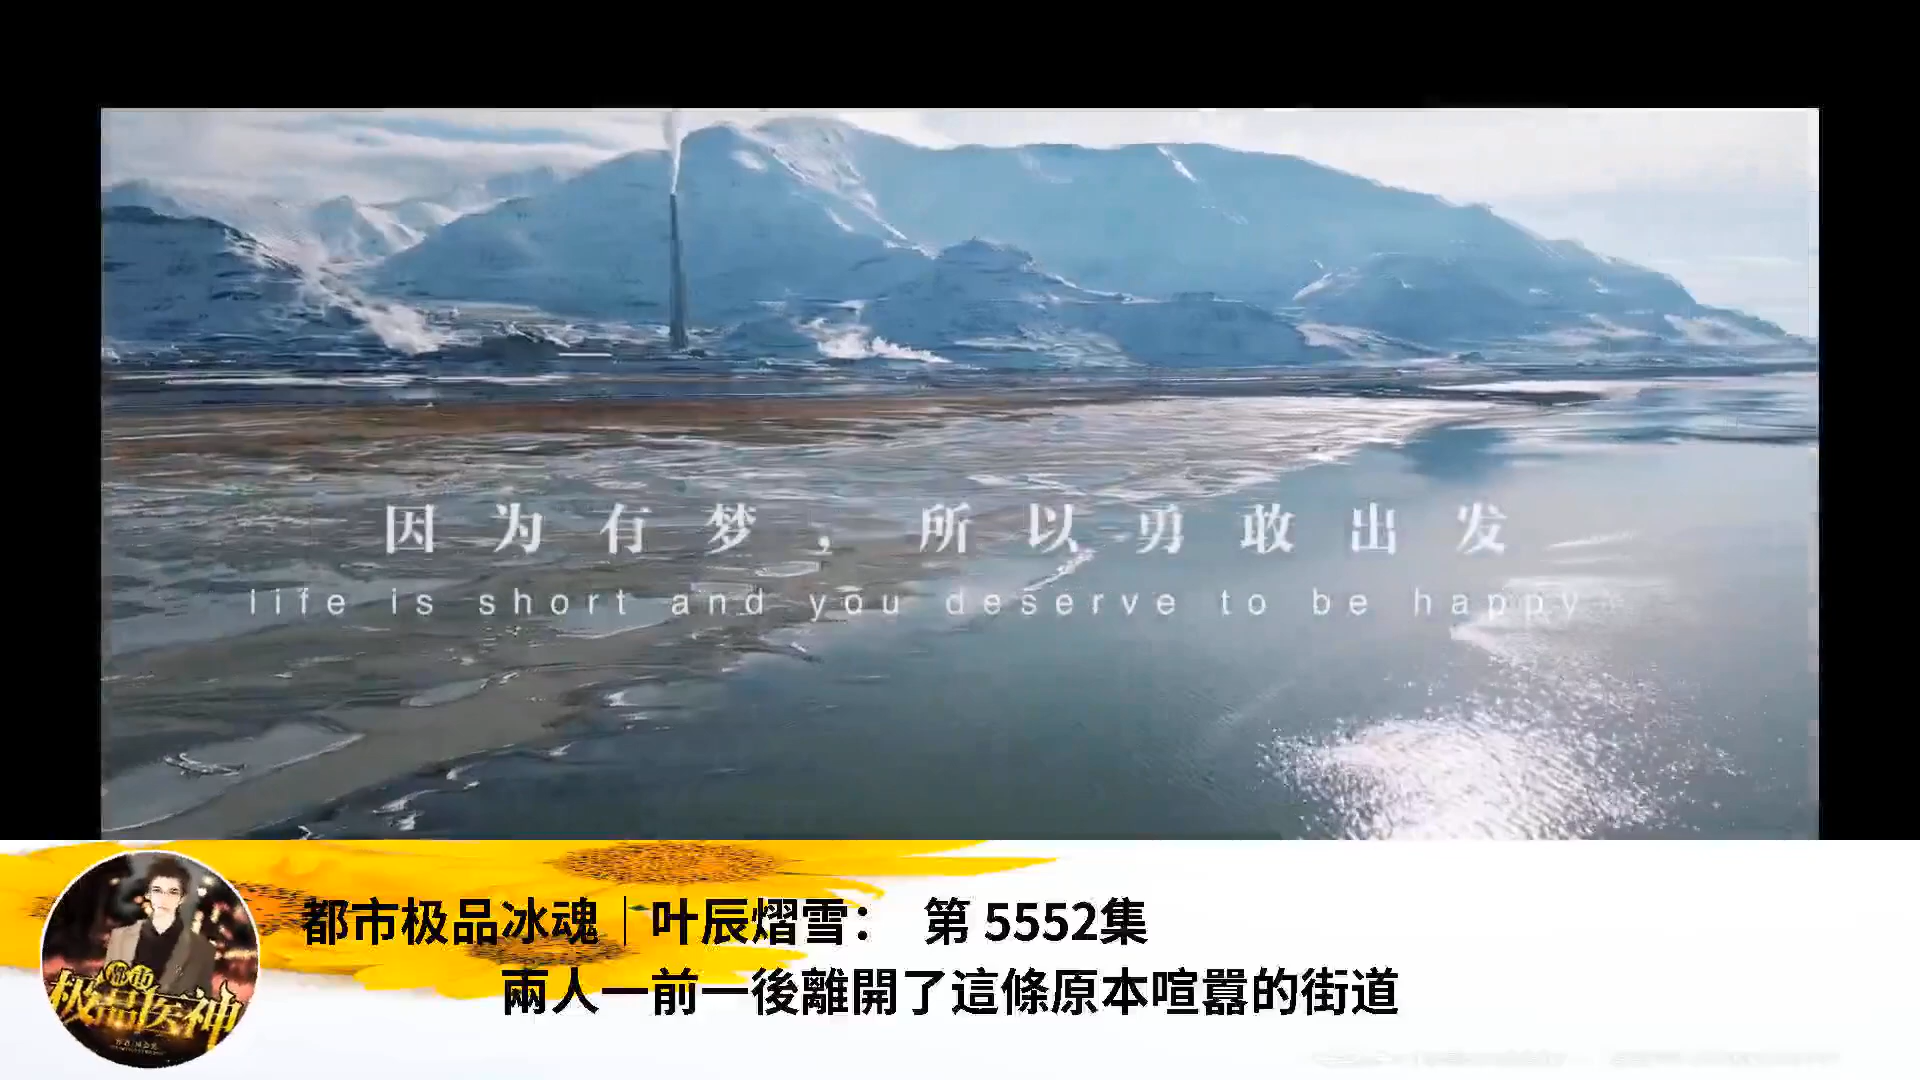 因为有梦，所以勇敢出发
life is short and you deserve to be happy
都市极品冰魂｜叶辰熠雪： 第 5552集
兩人一前一後離開了這條原本喧囂的街道
都市
极品医神